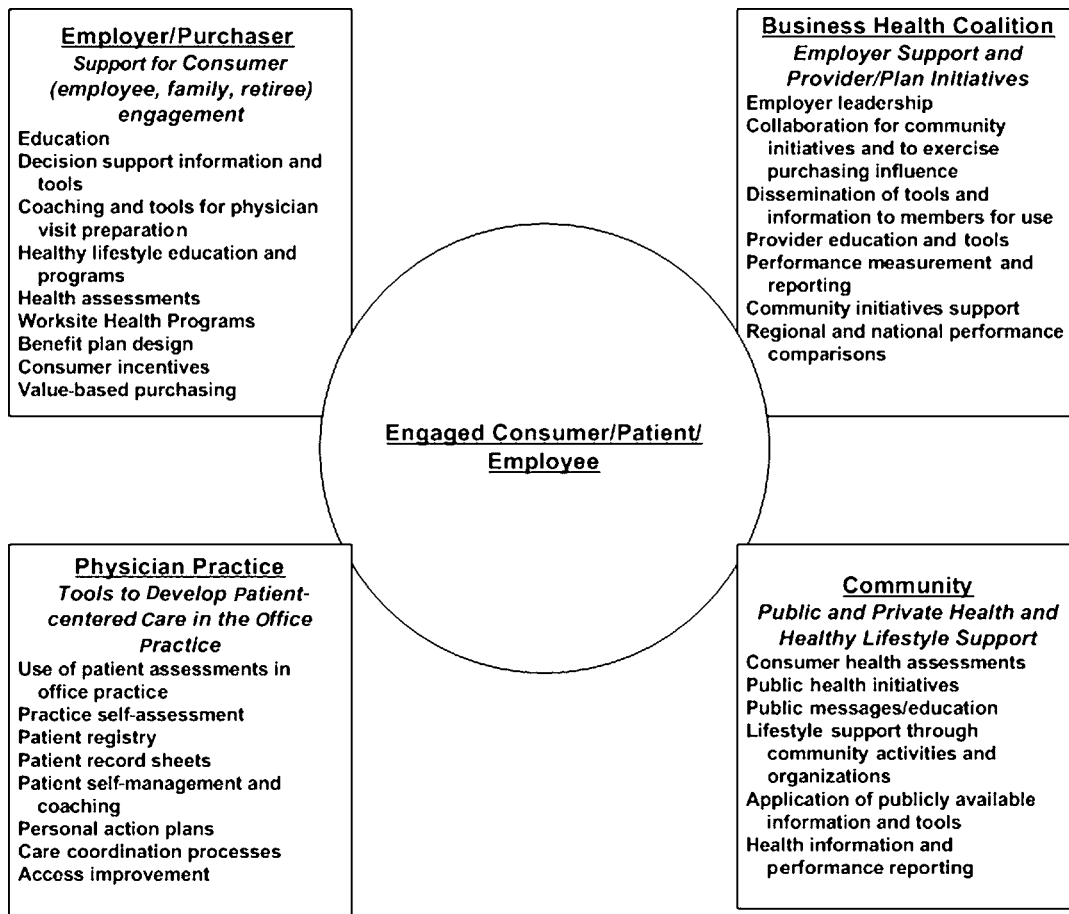 Employer/Purchaser
Support for Consumer
(employee, family, retiree)
engagement
Education
Decision support information and
tools
Coaching and tools for physician
visit preparation
Healthy lifestyle education and
programs
Health assessments
Worksite Health Programs
Benefit plan design
Consumer incentives
Value-based purchasing
Business Health Coalition
Employer Support and
Provider/Plan Initiatives
Employer leadership
Collaboration for community
initiatives and to exercise
purchasing influence
Dissemination of tools and
information to members for use
Provider education and tools
Performance measurement and
reporting
Community initiatives support
Regional and national performance
comparisons
Engaged Consumer/Patient/
Employee
Physician Practice
Tools to Develop Patient-
centered Care in the Office
Practice
Use of patient assessments in
office practice
Practice self-assessment
Patient registry
Patient record sheets
Patient self-management and
coaching
Personal action plans
Care coordination processes
Access improvement
Community
Public and Private Health and
Healthy Lifestyle Support
Consumer health assessments
Public health initiatives
Public messages/education
Lifestyle support through
community activities and
organizations
Application of publicly available
information and tools
Health information and
performance reporting